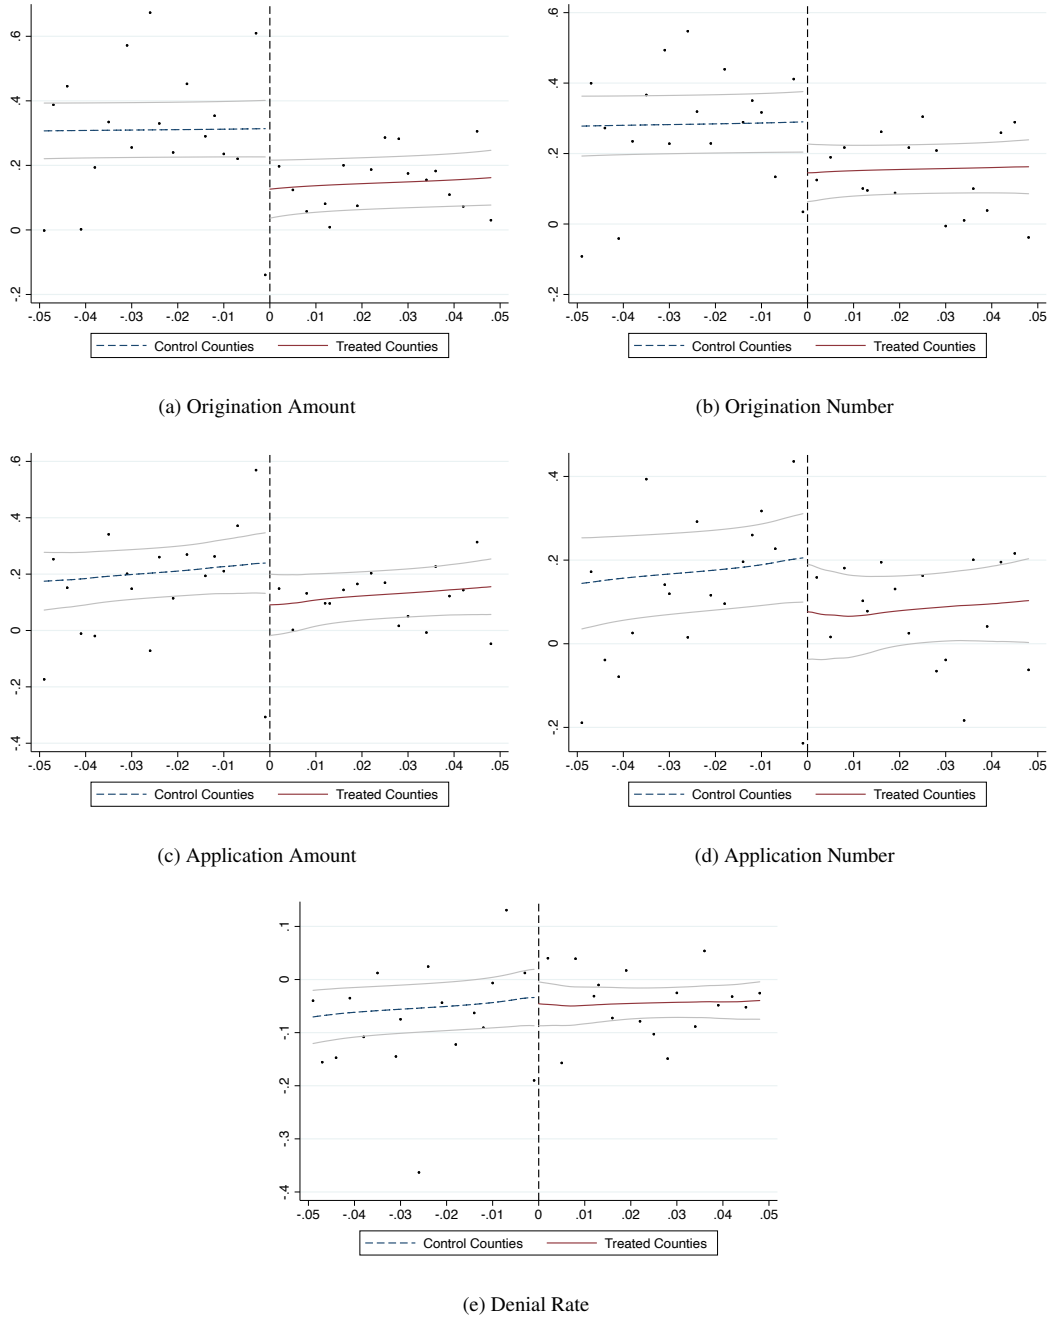 .6
.4
.2
0
-.2
-.05 -.04 -.03 -.02 -.01 0 .01 .02 .03 .04 .05
Control Counties Treated Counties
(a) Origination Amount
.6
.4
.2
0
-.2
-.05 -.04 -.03 -.02 -.01 0 .01 .02 .03 .04 .05
Control Counties Treated Counties
(b) Origination Number
.6
.4
.2
0
-.2
-.4
-.05 -.04 -.03 -.02 -.01 0 .01 .02 .03 .04 .05
Control Counties Treated Counties
(c) Application Amount
.4
.2
0
-.2
-.05 -.04 -.03 -.02 -.01 0 .01 .02 .03 .04 .05
Control Counties Treated Counties
(d) Application Number
.1
0
-.1
-.2
-.3
-.4
-.05 -.04 -.03 -.02 -.01 0 .01 .02 .03 .04 .05
Control Counties Treated Counties
(e) Denial Rate